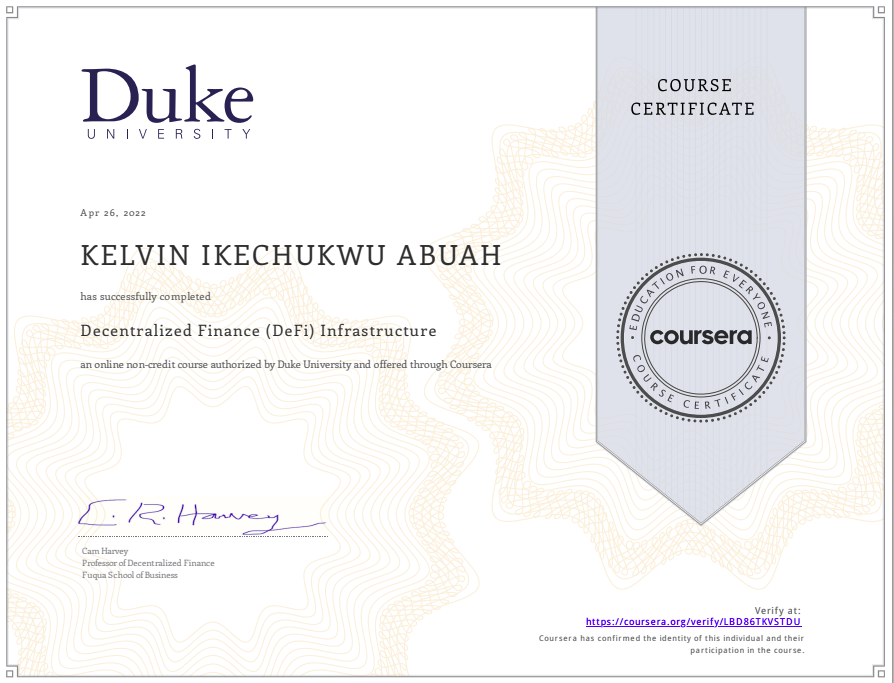 Duke
UNIVERSITY
COURSE
CERTIFICATE
Apr 26, 2022
KELVIN IKECHUKWU ABUAH
has successfully completed
Decentralized Finance (DeFi) Infrastructure
an online non-credit course authorized by Duke University and offered through Coursera
EDUCATION FOR EVERYONE
coursera
COURSE CERTIFICATE
C. R. Harvey
Cam Harvey
Professor of Decentralized Finance
Fuqua School of Business
Verify at:
https://coursera.org/verify/LBD86TKVSTDU
Coursera has confirmed the identity of this individual and their
participation in the course.